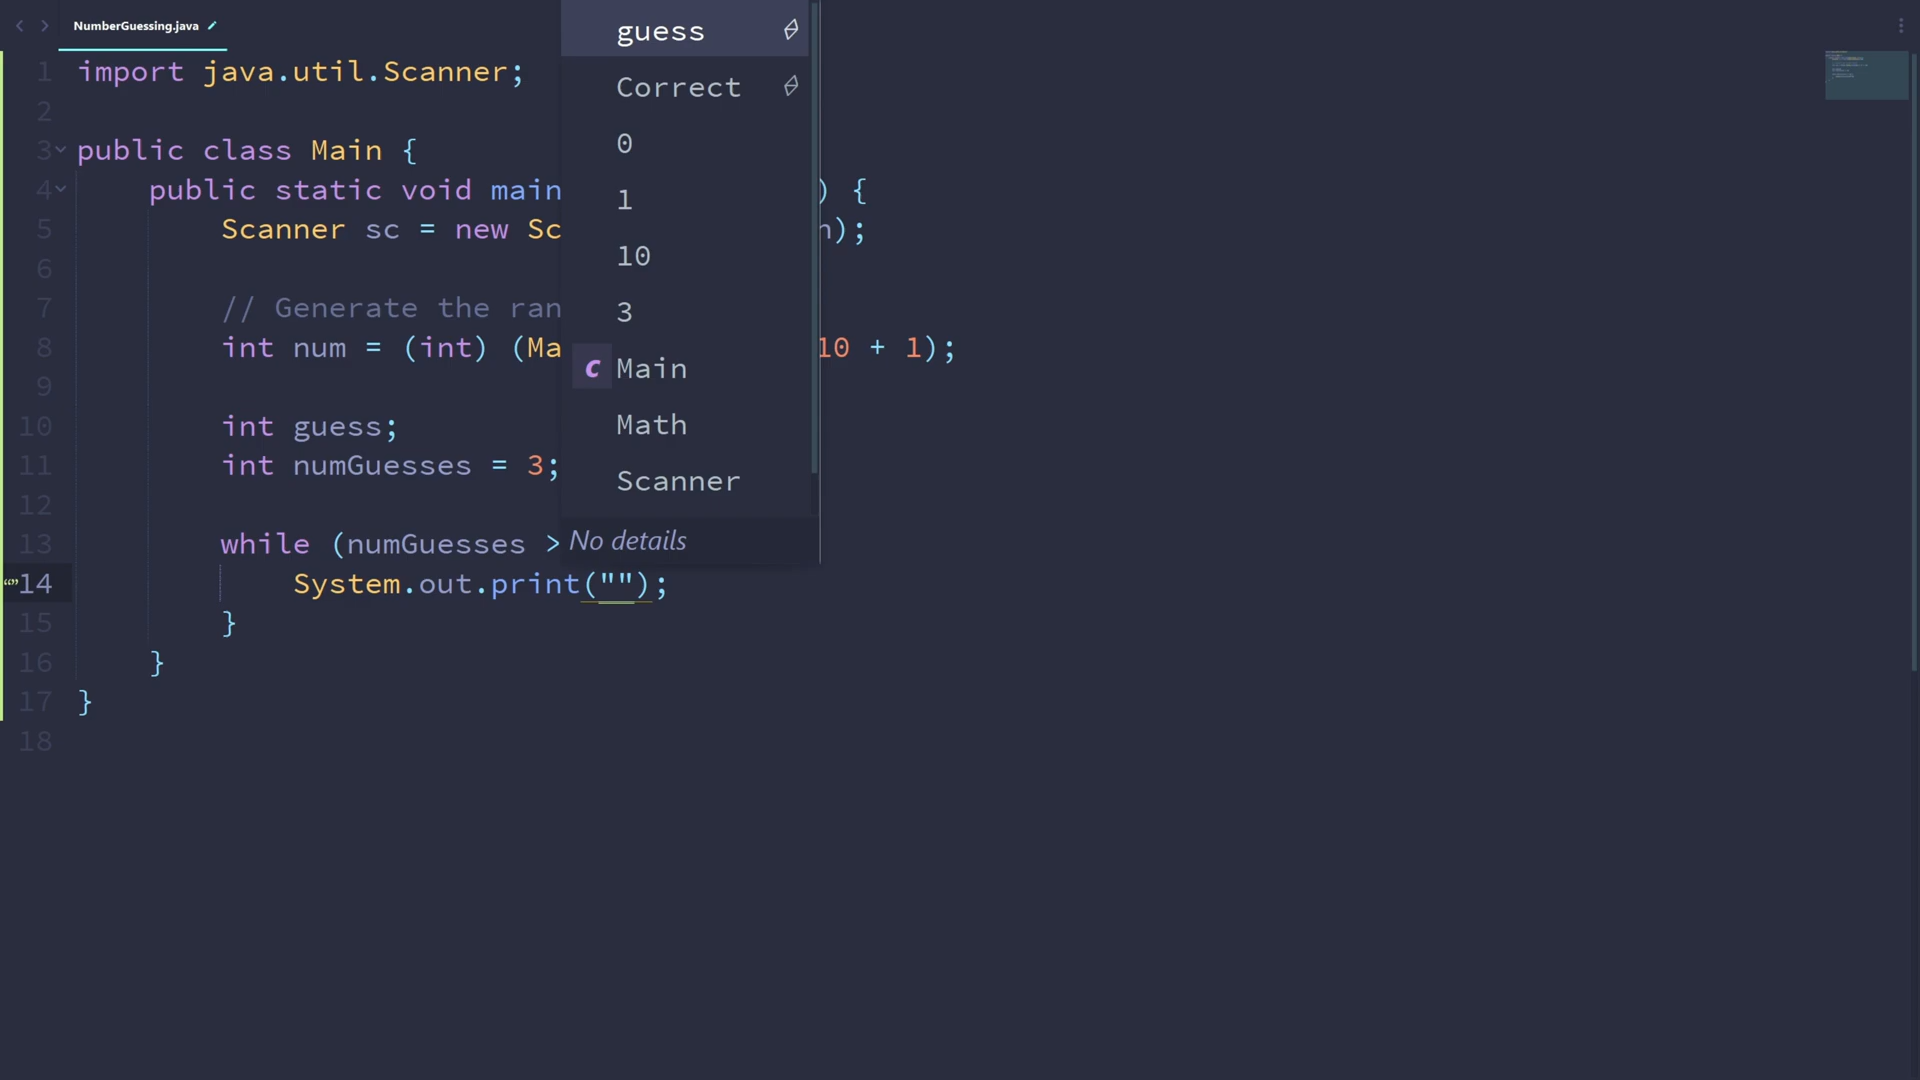 NumberGuessing.java
1 import java.util.Scanner;
2
3 public class Main {
4 public static void main ) {
5 Scanner sc = new Sc n);
6
7 // Generate the ran
8 int num = (int) (Ma 10 + 1);
9
10 int guess;
11 int numGuesses = 3;
12
13 while (numGuesses >
14 System.out.print("");
15 }
16 }
17 }
18
guess
Correct
0
1
10
3
c Main
Math
Scanner
No details